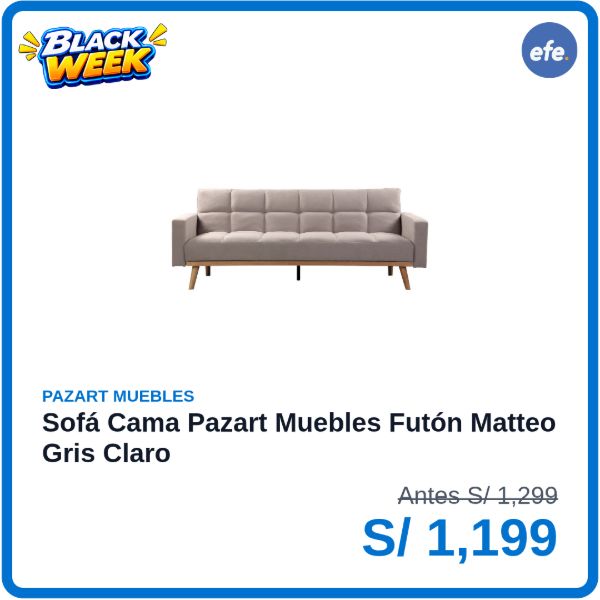 BLACK
WEEK
efe.
PAZART MUEBLES
Sofá Cama Pazart Muebles Futón Matteo
Gris Claro
Antes S/ 1,299
S/ 1,199